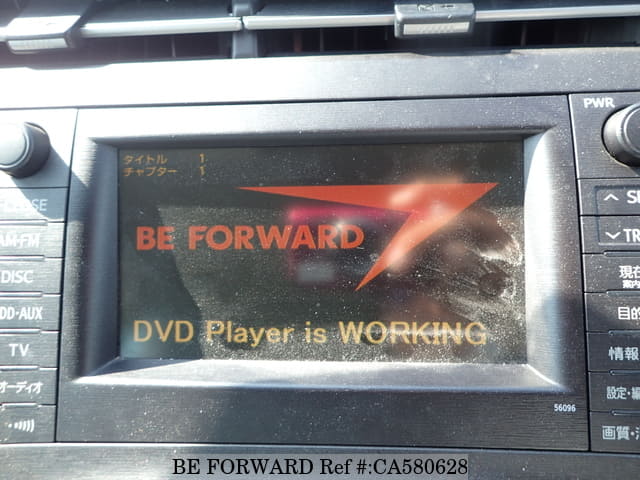 PWR
タイトル 1
チャプター 1
CLOSE
AM·FM
DISC
TV
オーディオ
BE FORWARD
DVD Player is WORKING
TR
現在
目的
情報
設定·編
画質·
56096
BE FORWARD Ref #:CA580628